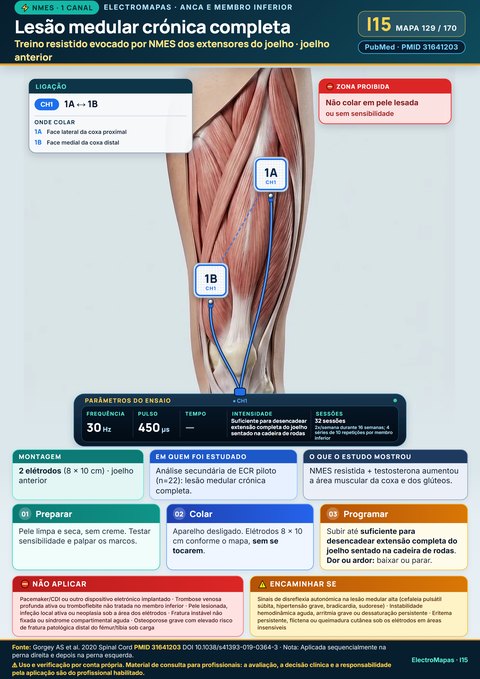 NMES · 1 CANAL
ELECTROMAPAS · ANCA E MEMBRO INFERIOR
Lesão medular crónica completa
Treino resistido evocado por NMES dos extensores do joelho · joelho
anterior
I15 MAPA 129 / 170
PubMed · PMID 31641203
LIGAÇÃO
CH1 1A ↔ 1B
ONDE COLAR
1A Face lateral da coxa proximal
1B Face medial da coxa distal
ZONA PROIBIDA
Não colar em pele lesada
ou sem sensibilidade
1A
CH1
1B
CH1
CH1
PARÂMETROS DO ENSAIO
FREQUÊNCIA
30 Hz
PULSO
450 µs
TEMPO
—
INTENSIDADE
Suficiente para desencadear
extensão completa do joelho
sentado na cadeira de rodas
SESSÕES
32 sessões
2x/semana durante 16 semanas; 4
séries de 10 repetições por membro
inferior
MONTAGEM
2 elétrodos (8 × 10 cm) · joelho
anterior
EM QUEM FOI ESTUDADO
Análise secundária de ECR piloto
(n=22): lesão medular crónica
completa.
O QUE O ESTUDO MOSTROU
NMES resistida + testosterona aumentou
a área muscular da coxa e dos glúteos.
01 Preparar
Pele limpa e seca, sem creme. Testar
sensibilidade e palpar os marcos.
02 Colar
Aparelho desligado. Elétrodos 8 × 10
cm conforme o mapa, sem se
tocarem.
03 Programar
Subir até suficiente para
desencadear extensão completa do
joelho sentado na cadeira de rodas.
Dor ou ardor: baixar ou parar.
NÃO APLICAR
Pacemaker/CDI ou outro dispositivo eletrónico implantado · Trombose venosa
profunda ativa ou tromboflebite não tratada no membro inferior · Pele lesionada,
infeção local ativa ou neoplasia sob a área dos elétrodos · Fratura instável não
fixada ou síndrome compartimental aguda · Osteoporose grave com elevado risco
de fratura patológica distal do fémur/tíbia sob carga
ENCAMINHAR SE
Sinais de disreflexia autonómica na lesão medular alta (cefaleia pulsátil
súbita, hipertensão grave, bradicardia, sudorese) · Instabilidade
hemodinâmica aguda, arritmia grave ou dessaturação persistente · Eritema
persistente, flictena ou queimadura cutânea sob os elétrodos em áreas
insensíveis
Fonte: Gorgey AS et al. 2020 Spinal Cord PMID 31641203 DOI 10.1038/s41393-019-0364-3 · Nota: Aplicada sequencialmente na
perna direita e depois na perna esquerda.
Uso e verificação por conta própria. Material de consulta para profissionais: a avaliação, a decisão clínica e a responsabilidade
pela aplicação são do profissional habilitado.
ElectroMapas · I15